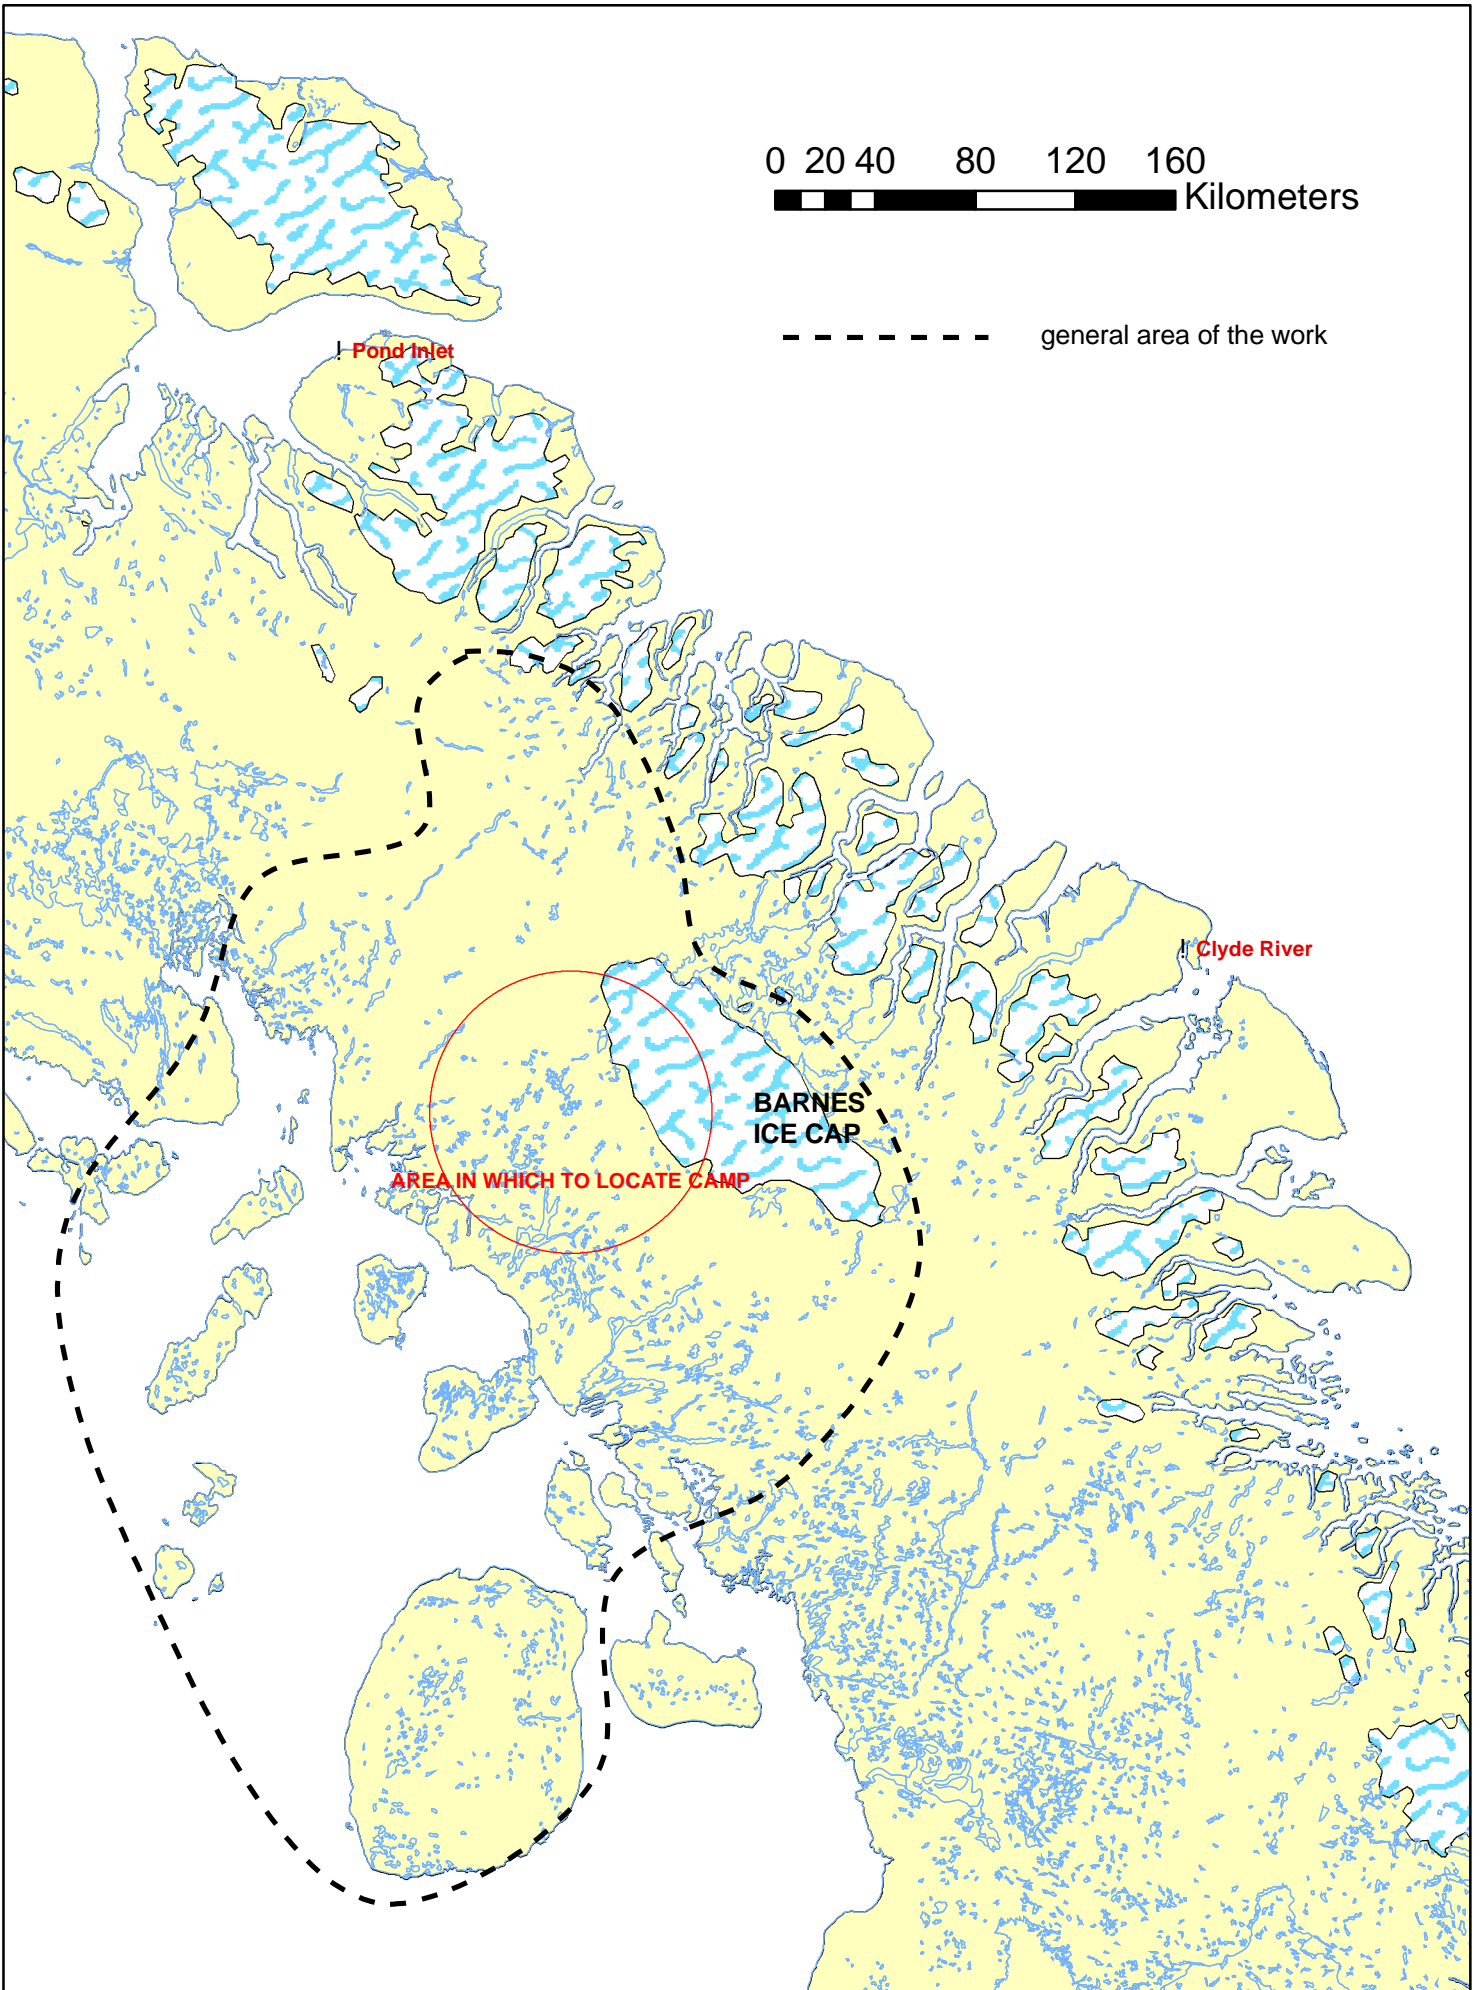 0 20 40 80 120 160
Kilometers
general area of the work
! Pond Inlet
! Clyde River
BARNES
ICE CAP
AREA IN WHICH TO LOCATE CAMP